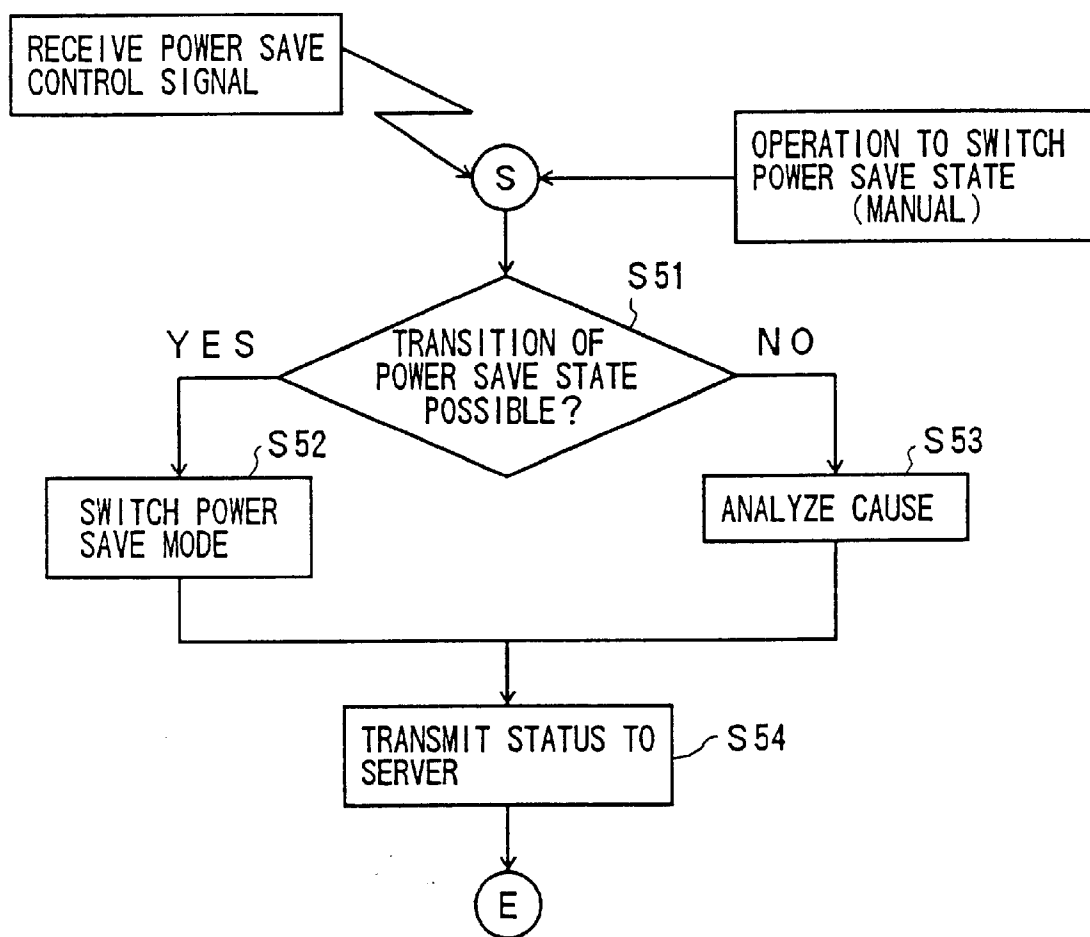 RECEIVE POWER SAVE
CONTROL SIGNAL
OPERATION TO SWITCH
POWER SAVE STATE
(MANUAL)
S
S51
YES
TRANSITION OF
POWER SAVE STATE
POSSIBLE?
NO
S52
SWITCH POWER
SAVE MODE
S53
ANALYZE CAUSE
TRANSMIT STATUS TO
SERVER
S54
E